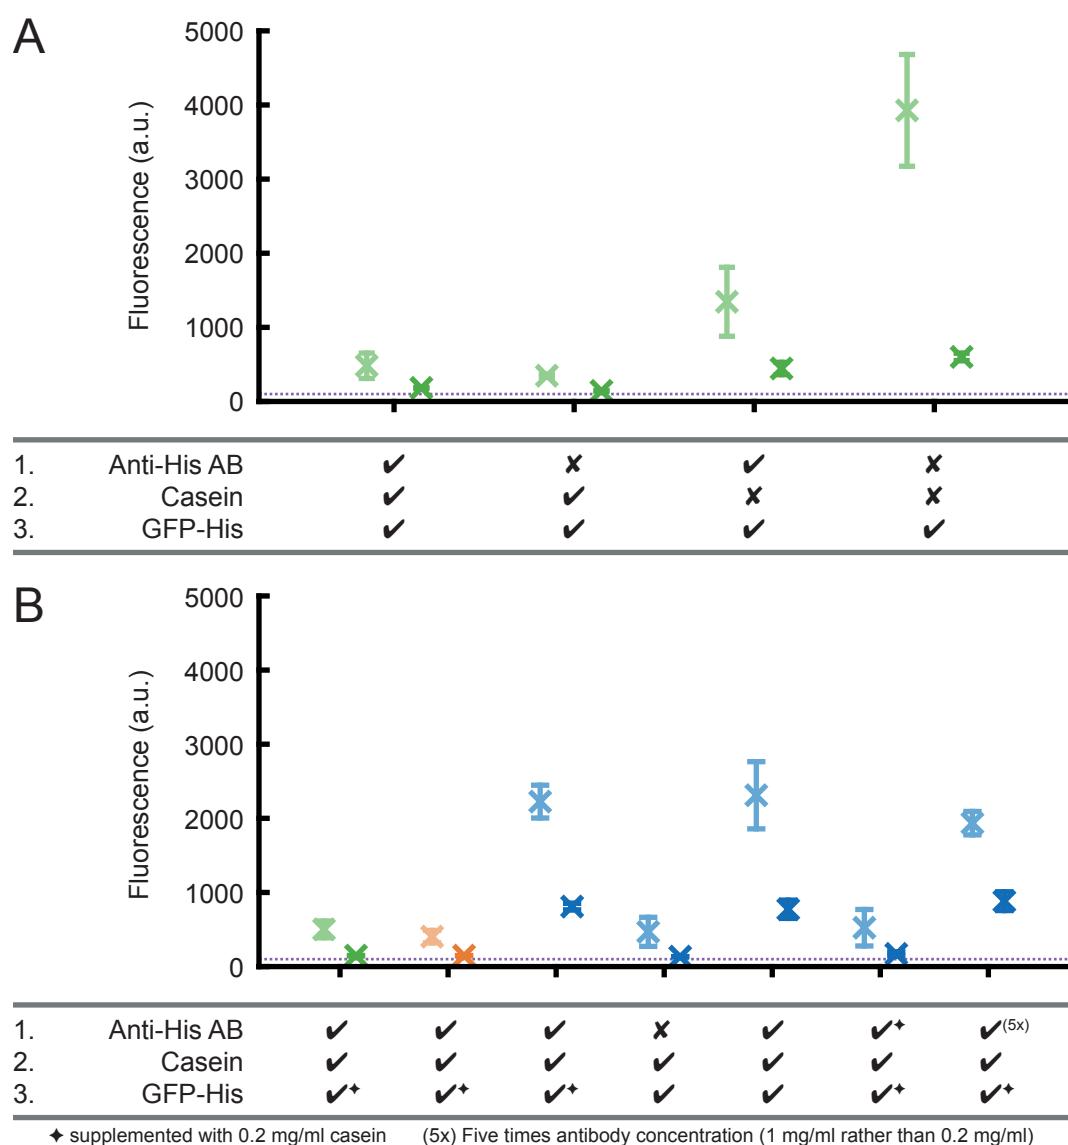 A
5000
4000
3000
2000
1000
0
Fluorescence (a.u.)
1. Anti-His AB ✔ ✘ ✔ ✘
2. Casein ✔ ✔ ✘ ✘
3. GFP-His ✔ ✔ ✔ ✔
B
5000
4000
3000
2000
1000
0
Fluorescence (a.u.)
1. Anti-His AB ✔ ✔ ✔ ✘ ✔ ✔✦ ✔(5x)
2. Casein ✔ ✔ ✔ ✔ ✔ ✔ ✔
3. GFP-His ✔✦ ✔✦ ✔✦ ✔ ✔ ✔✦ ✔✦
✦ supplemented with 0.2 mg/ml casein (5x) Five times antibody concentration (1 mg/ml rather than 0.2 mg/ml)